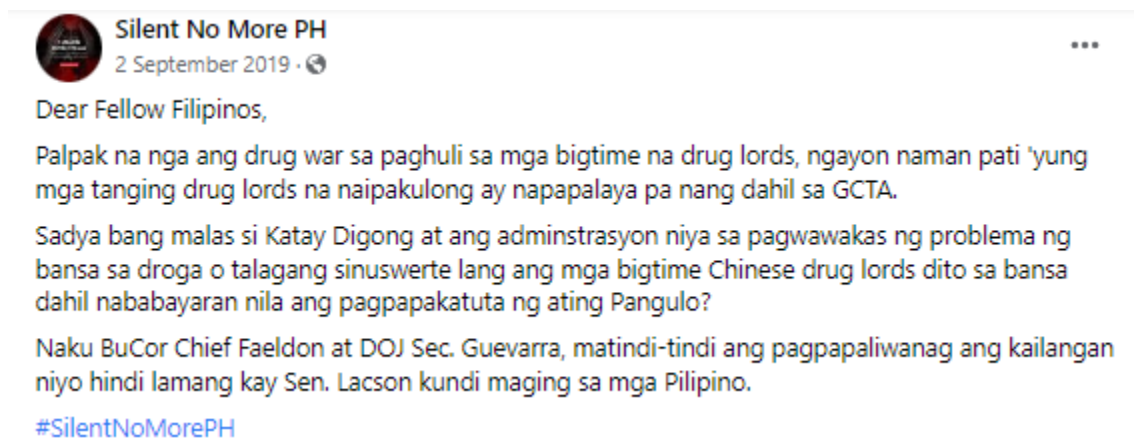 Silent No More PH
2 September 2019 ·
Dear Fellow Filipinos,
Palpak na nga ang drug war sa paghuli sa mga bigtime na drug lords, ngayon naman pati 'yung
mga tanging drug lords na naipakulong ay napapalaya pa nang dahil sa GCTA.
Sadya bang malas si Katay Digong at ang adminstrasyon niya sa pagwawakas ng problema ng
bansa sa droga o talagang sinuswerte lang ang mga bigtime Chinese drug lords dito sa bansa
dahil nababayaran nila ang pagpapakatuta ng ating Pangulo?
Naku BuCor Chief Faeldon at DOJ Sec. Guevarra, matindi-tindi ang pagpapaliwanag ang kailangan
niyo hindi lamang kay Sen. Lacson kundi maging sa mga Pilipino.
#SilentNoMorePH